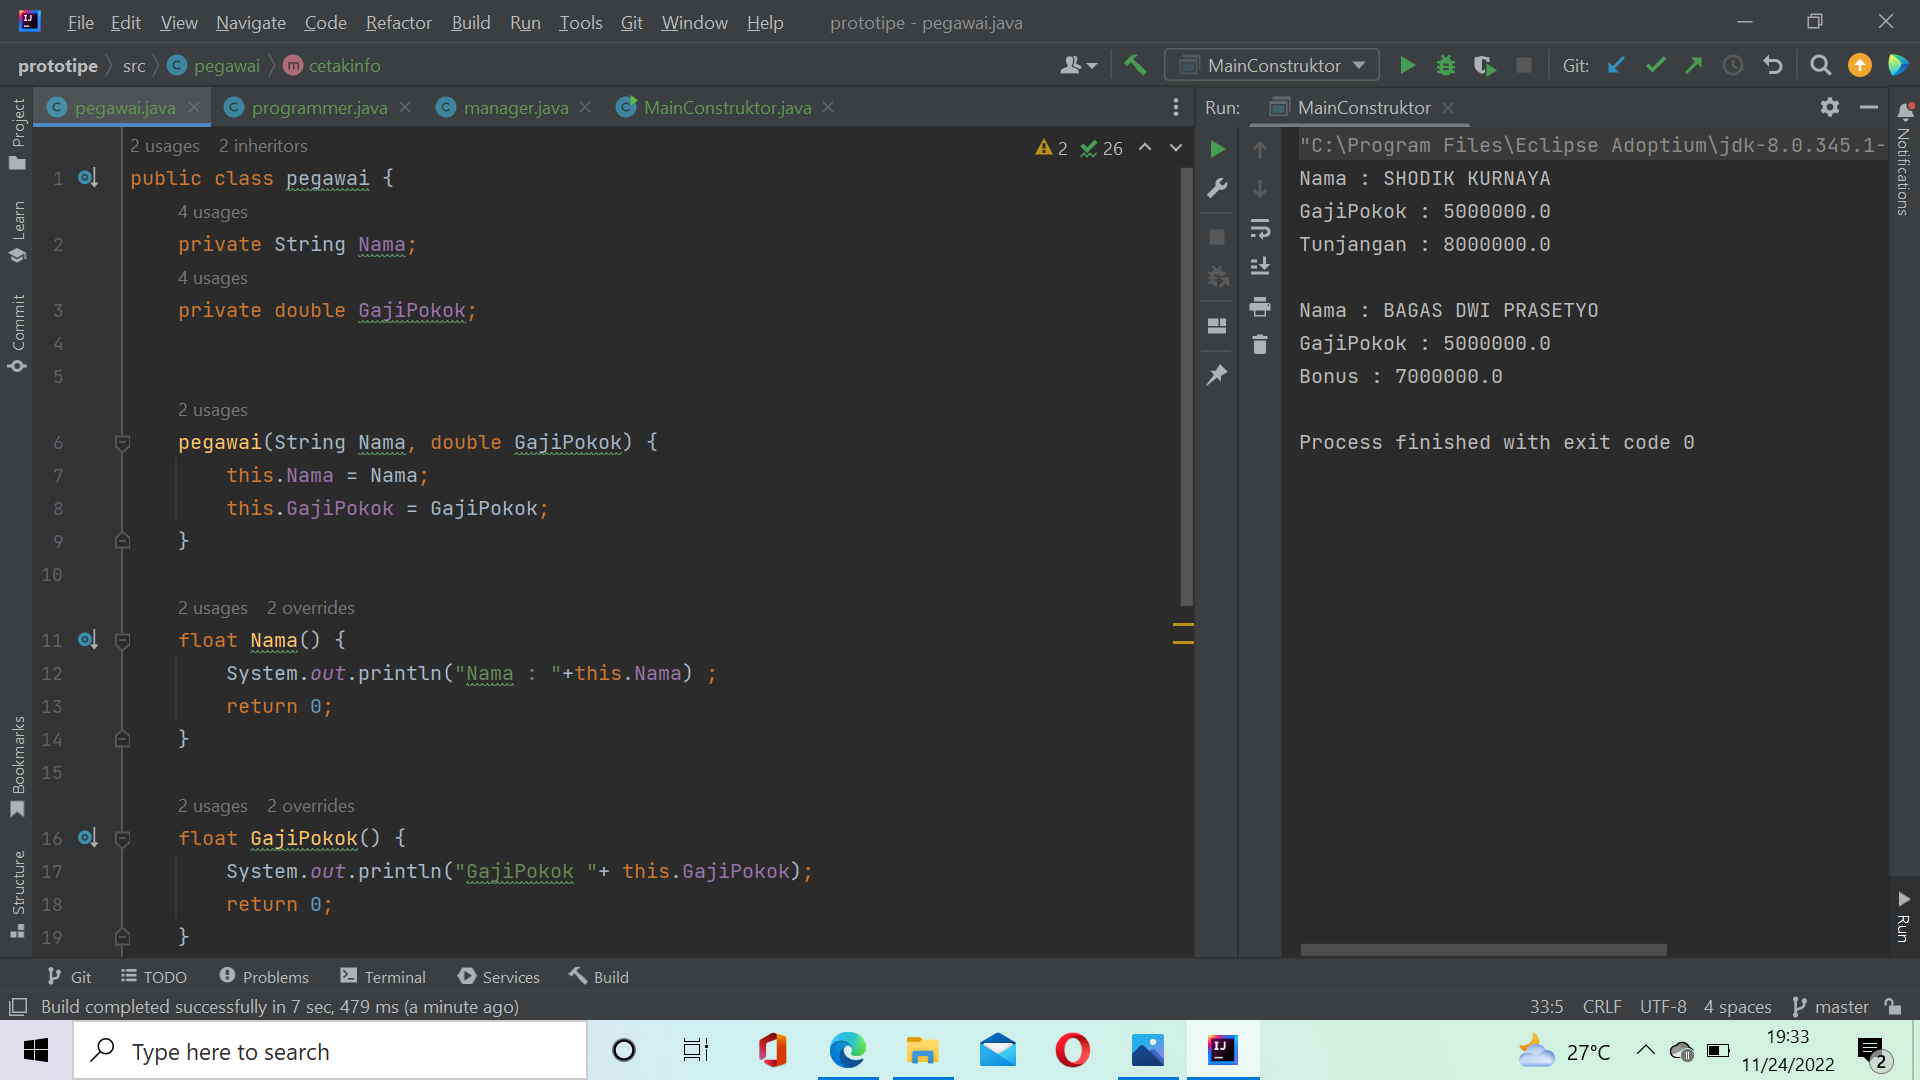 File Edit View Navigate Code Refactor Build Run Tools Git Window Help prototipe - pegawai.java
prototipe src pegawai cetakinfo MainConstruktor Git:
pegawai.java programmer.java manager.java MainConstruktor.java
Run: MainConstruktor
Project
Learn
Commit
Bookmarks
Structure
2 usages 2 inheritors
2 26
1 public class pegawai {
4 usages
2 private String Nama;
4 usages
3 private double GajiPokok;
4
5
2 usages
6 pegawai(String Nama, double GajiPokok) {
7 this.Nama = Nama;
8 this.GajiPokok = GajiPokok;
9 }
10
2 usages 2 overrides
11 float Nama() {
12 System.out.println("Nama : "+this.Nama) ;
13 return 0;
14 }
15
2 usages 2 overrides
16 float GajiPokok() {
17 System.out.println("GajiPokok "+ this.GajiPokok);
18 return 0;
19 }
"C:\Program Files\Eclipse Adoptium\jdk-8.0.345.1-
Nama : SHODIK KURNAYA
GajiPokok : 5000000.0
Tunjangan : 8000000.0
Nama : BAGAS DWI PRASETYO
GajiPokok : 5000000.0
Bonus : 7000000.0
Process finished with exit code 0
Notifications
Run
Git TODO Problems Terminal Services Build
Build completed successfully in 7 sec, 479 ms (a minute ago)
33:5 CRLF UTF-8 4 spaces master
Type here to search
27°C
19:33
11/24/2022
2